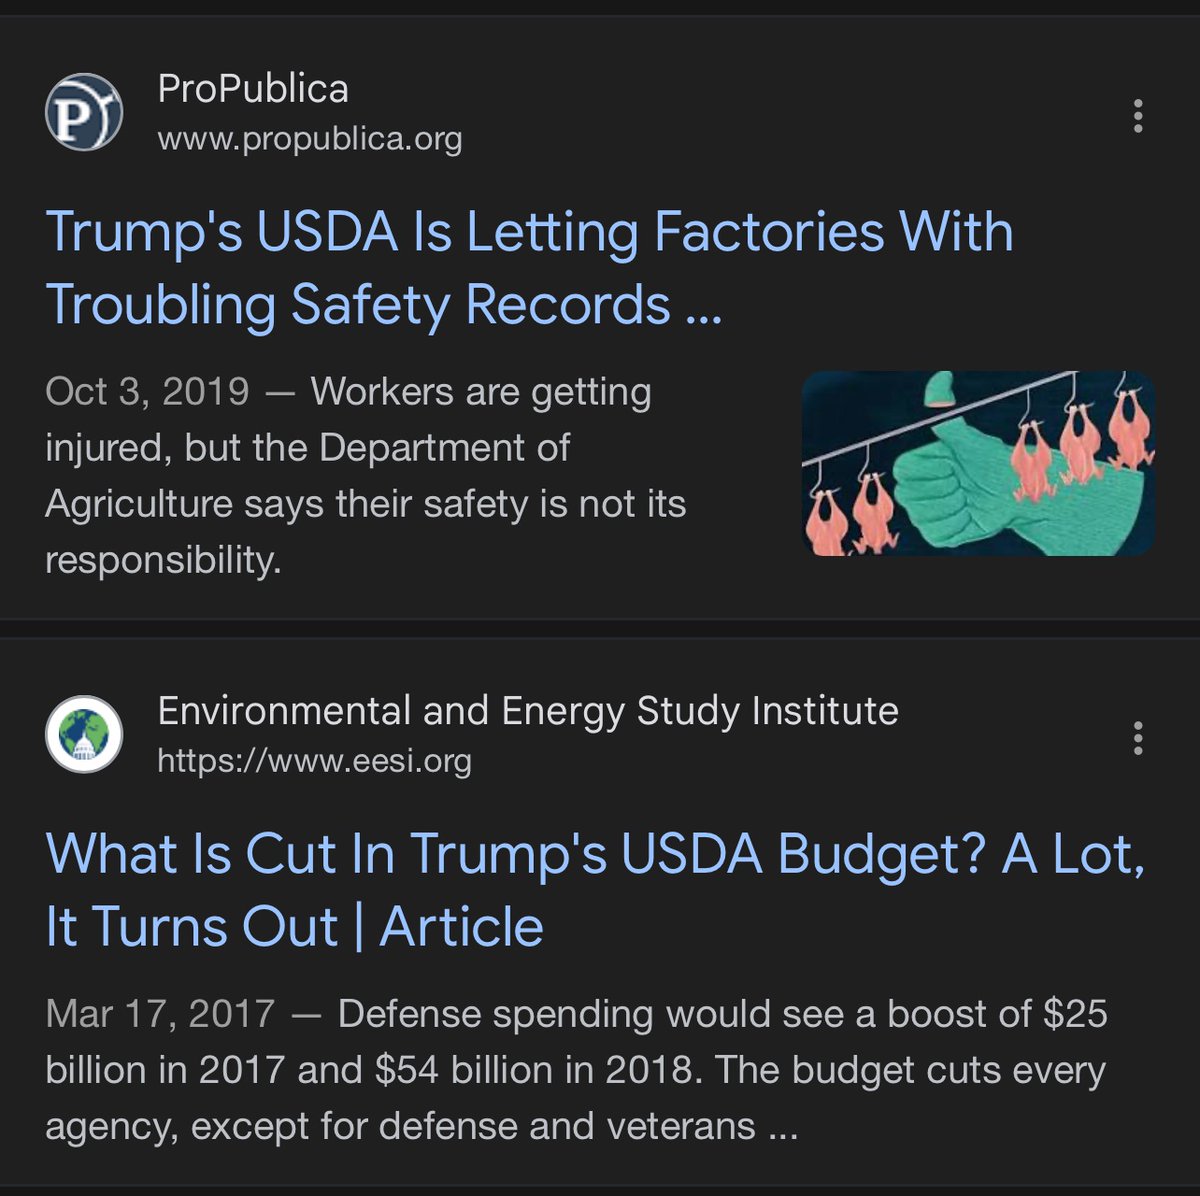 ProPublica
www.propublica.org
Trump's USDA Is Letting Factories With
Troubling Safety Records ...
Oct 3, 2019 — Workers are getting
injured, but the Department of
Agriculture says their safety is not its
responsibility.
Environmental and Energy Study Institute
https://www.eesi.org
What Is Cut In Trump's USDA Budget? A Lot,
It Turns Out | Article
Mar 17, 2017 — Defense spending would see a boost of $25
billion in 2017 and $54 billion in 2018. The budget cuts every
agency, except for defense and veterans ...